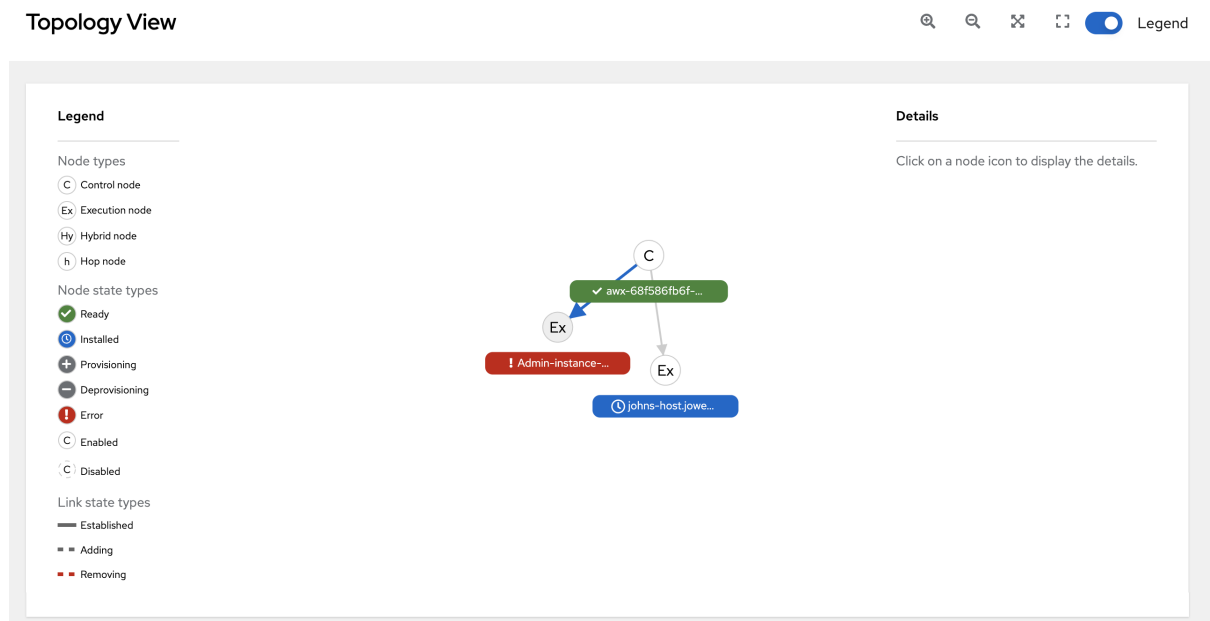 Topology View
Legend
Legend
Node types
C Control node
Ex Execution node
Hy Hybrid node
h Hop node
Node state types
Ready
Installed
Provisioning
Deprovisioning
! Error
C Enabled
C Disabled
Link state types
Established
Adding
Removing
C
awx-68f586fb6f-...
Ex
! Admin-instance-...
Ex
johns-host.jowe...
Details
Click on a node icon to display the details.